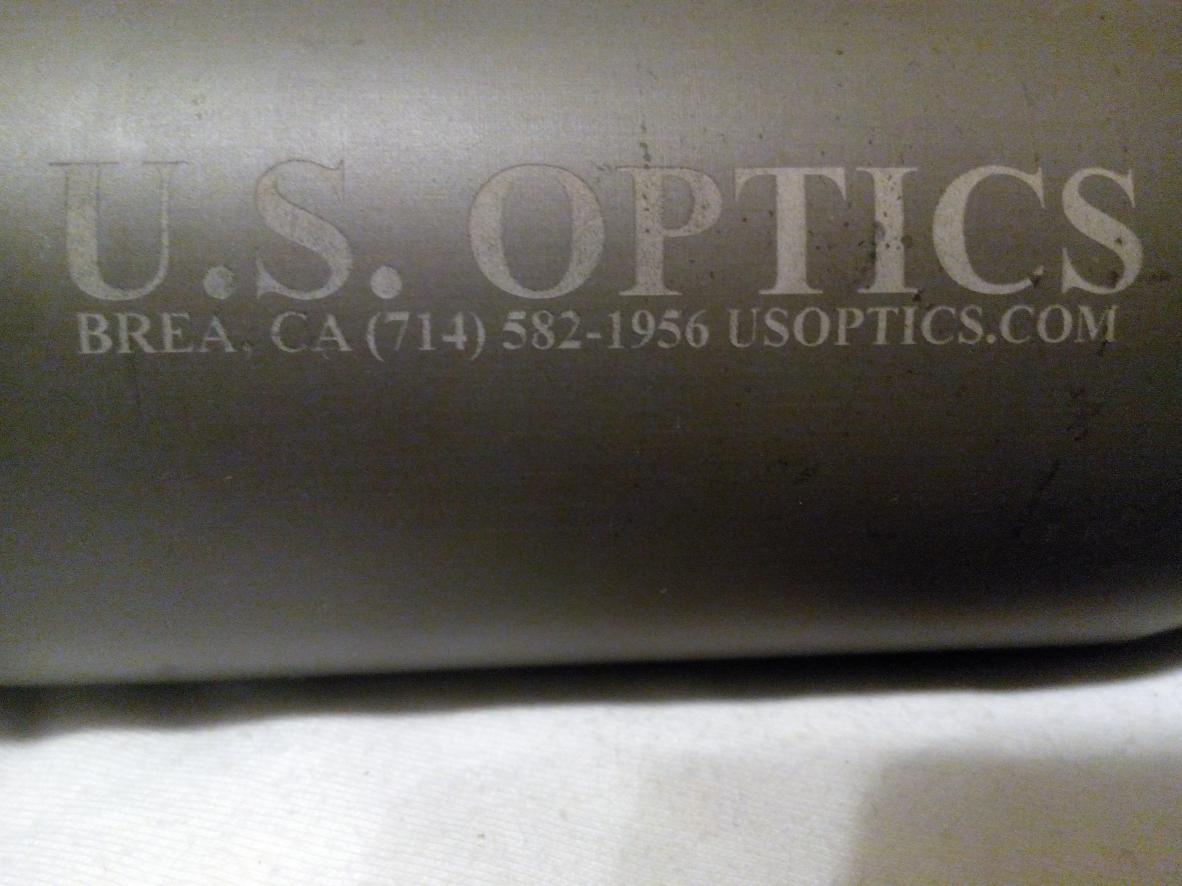 U.S. OPTICS
BREA, CA (714) 582-1956 USOPTICS.COM